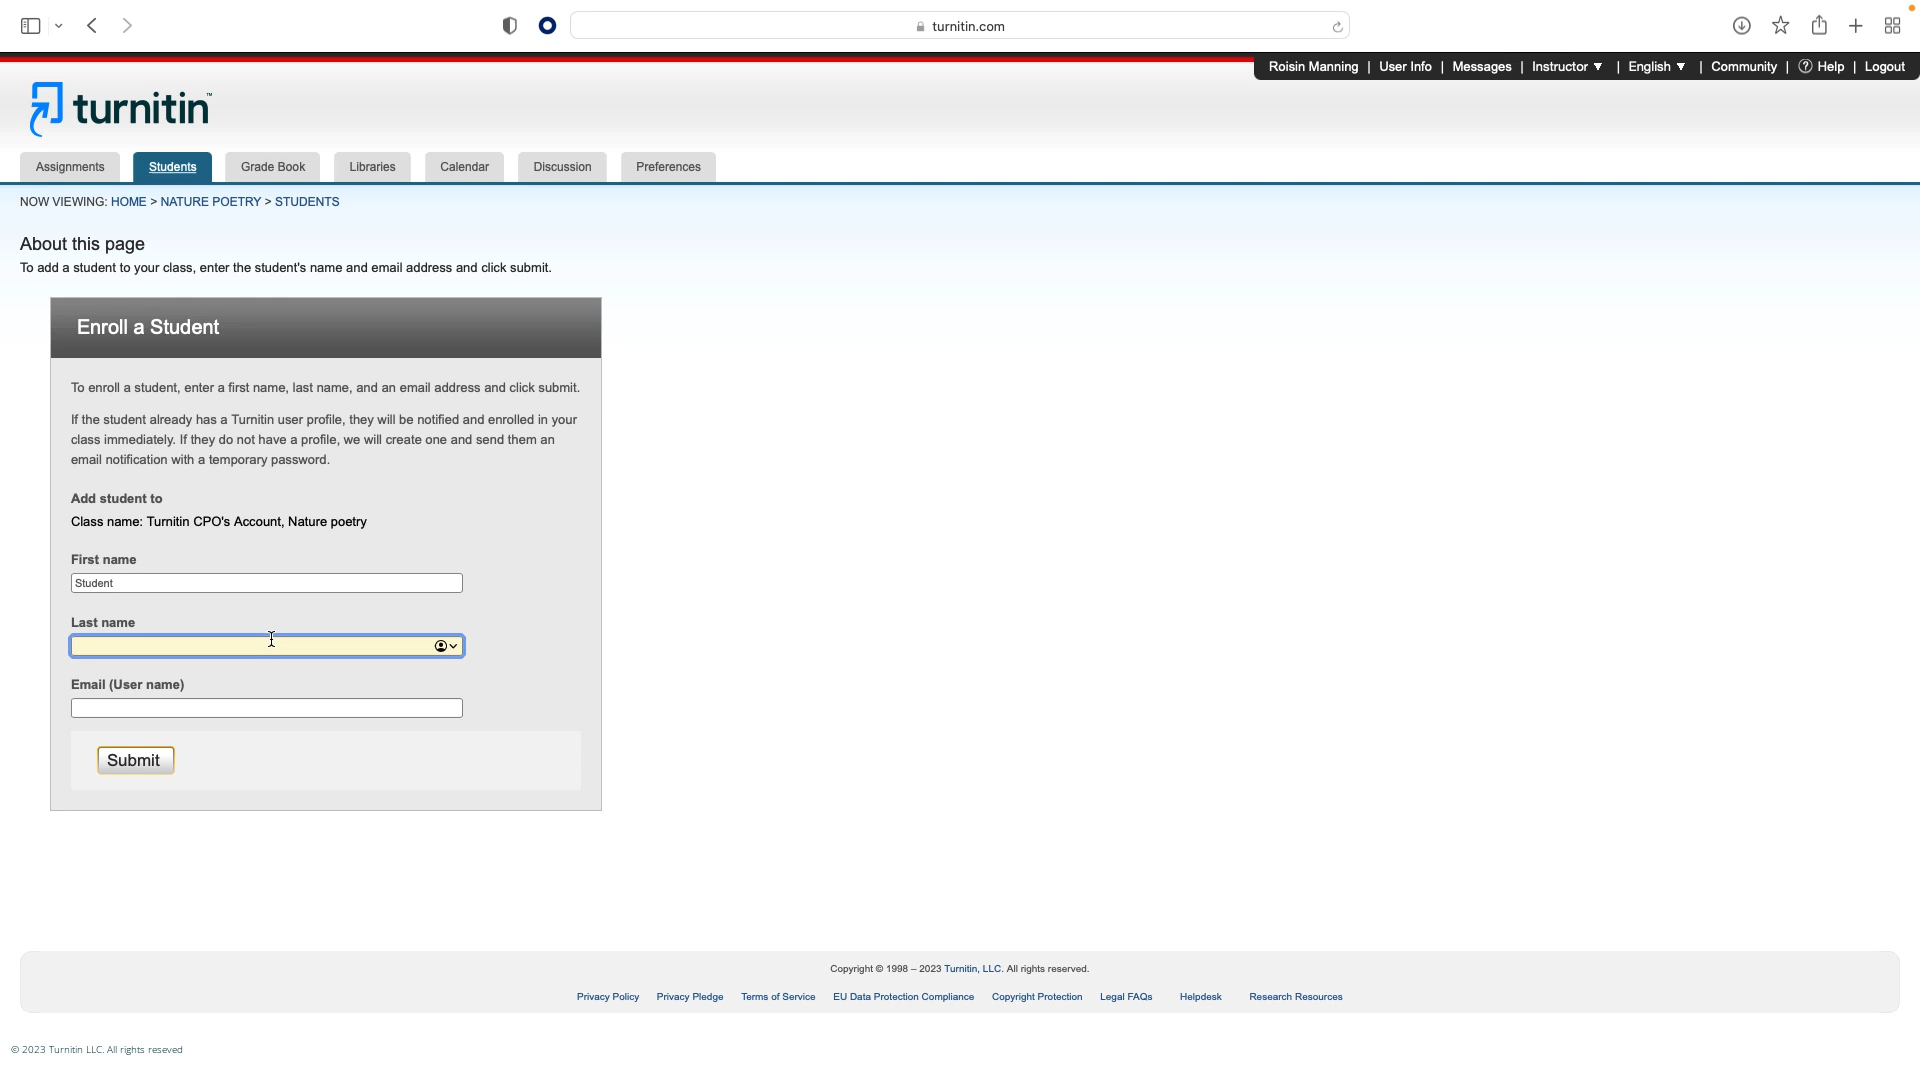 turnitin.com
Roisin Manning | User Info | Messages | Instructor ▼ | English ▼ | Community | ? Help | Logout
turnitin™
Assignments Students Grade Book Libraries Calendar Discussion Preferences
NOW VIEWING: HOME > NATURE POETRY > STUDENTS
About this page
To add a student to your class, enter the student's name and email address and click submit.
Enroll a Student
To enroll a student, enter a first name, last name, and an email address and click submit.
If the student already has a Turnitin user profile, they will be notified and enrolled in your
class immediately. If they do not have a profile, we will create one and send them an
email notification with a temporary password.
Add student to
Class name: Turnitin CPO's Account, Nature poetry
First name
Student
Last name
Email (User name)
Submit
Copyright © 1998 – 2023 Turnitin, LLC. All rights reserved.
Privacy Policy Privacy Pledge Terms of Service EU Data Protection Compliance Copyright Protection Legal FAQs Helpdesk Research Resources
© 2023 Turnitin LLC. All rights reseved